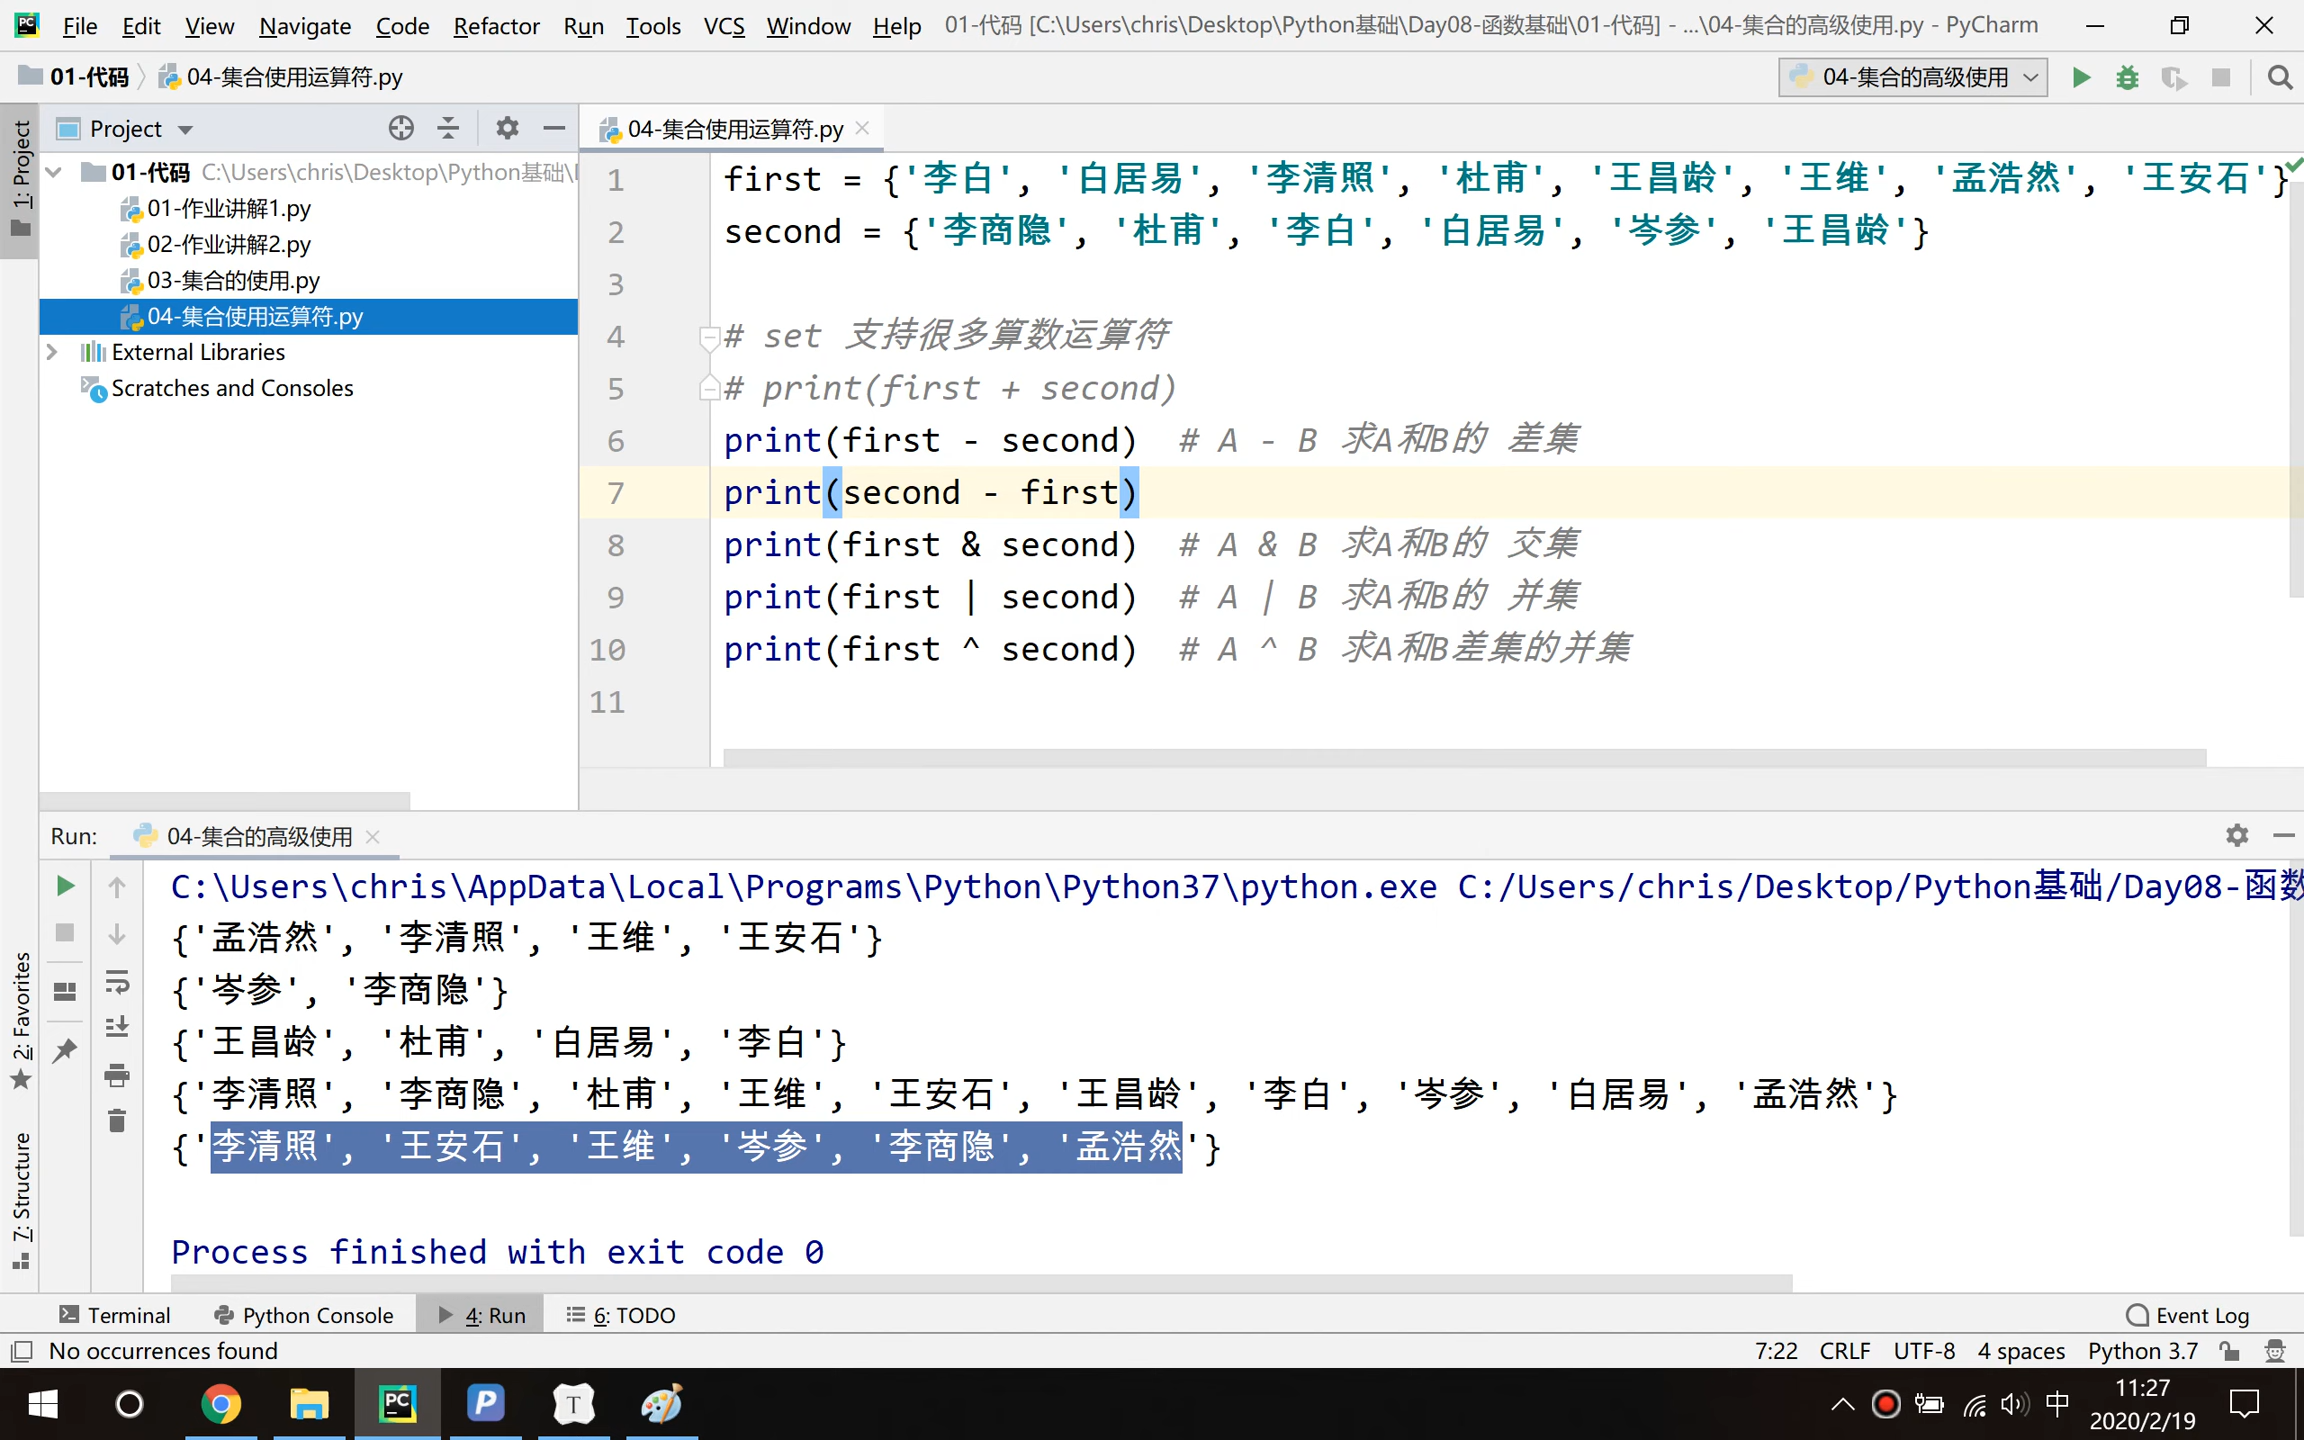 File Edit View Navigate Code Refactor Run Tools VCS Window Help 01-代码 [C:\Users\chris\Desktop\Python基础\Day08-函数基础\01-代码] - ...\04-集合的高级使用.py - PyCharm
01-代码 04-集合使用运算符.py 04-集合的高级使用
1: Project
Project
04-集合使用运算符.py
01-代码 C:\Users\chris\Desktop\Python基础\
01-作业讲解1.py
02-作业讲解2.py
03-集合的使用.py
04-集合使用运算符.py
External Libraries
Scratches and Consoles
1 first = {'李白', '白居易', '李清照', '杜甫', '王昌龄', '王维', '孟浩然', '王安石'}
2 second = {'李商隐', '杜甫', '李白', '白居易', '岑参', '王昌龄'}
3
4 # set 支持很多算数运算符
5 # print(first + second)
6 print(first - second) # A - B 求A和B的 差集
7 print(second - first)
8 print(first & second) # A & B 求A和B的 交集
9 print(first | second) # A | B 求A和B的 并集
10 print(first ^ second) # A ^ B 求A和B差集的并集
11
Run: 04-集合的高级使用
C:\Users\chris\AppData\Local\Programs\Python\Python37\python.exe C:/Users/chris/Desktop/Python基础/Day08-函数
{'孟浩然', '李清照', '王维', '王安石'}
{'岑参', '李商隐'}
{'王昌龄', '杜甫', '白居易', '李白'}
{'李清照', '李商隐', '杜甫', '王维', '王安石', '王昌龄', '李白', '岑参', '白居易', '孟浩然'}
{'李清照', '王安石', '王维', '岑参', '李商隐', '孟浩然'}
Process finished with exit code 0
2: Favorites
7: Structure
Terminal Python Console 4: Run 6: TODO Event Log
No occurrences found 7:22 CRLF UTF-8 4 spaces Python 3.7
中 11:27
2020/2/19